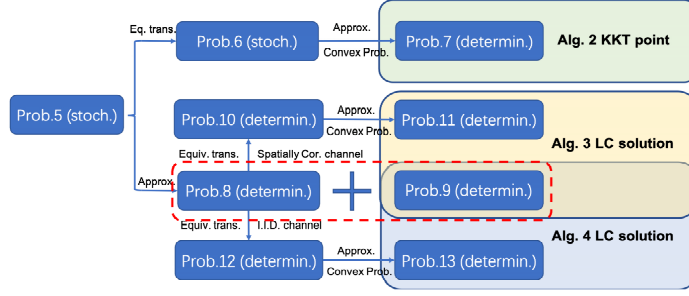 Eq. trans.
Prob.6 (stoch.)
Approx.
Convex Prob.
Prob.7 (determin.)
Alg. 2 KKT point
Prob.5 (stoch.)
Prob.10 (determin.)
Approx.
Convex Prob.
Prob.11 (determin.)
Alg. 3 LC solution
Equiv. trans.
Spatially Cor. channel
Approx.
Prob.8 (determin.)
Prob.9 (determin.)
Equiv. trans.
I.I.D. channel
Alg. 4 LC solution
Prob.12 (determin.)
Approx.
Convex Prob.
Prob.13 (determin.)